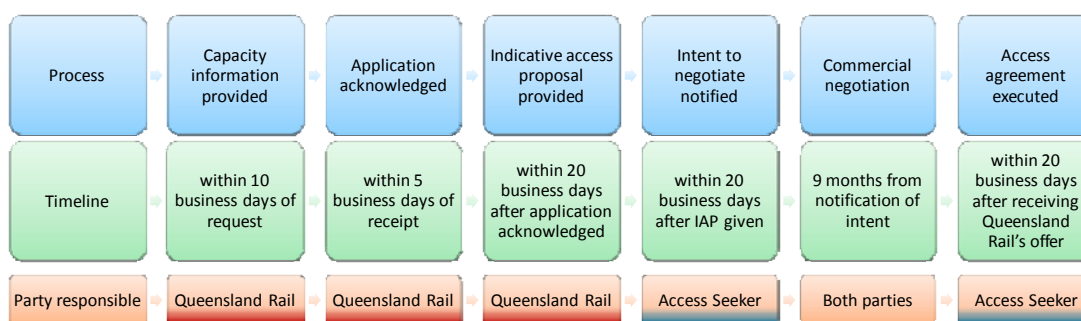 Process
Capacity
information
provided
Application
acknowledged
Indicative access
proposal
provided
Intent to
negotiate
notified
Commercial
negotiation
Access
agreement
executed
Timeline
within 10
business days of
request
within 5
business days of
receipt
within 20
business days
after application
acknowledged
within 20
business days
after IAP given
9 months from
notification of
intent
within 20
business days
after receiving
Queensland
Rail's offer
Party responsible
Queensland Rail
Queensland Rail
Queensland Rail
Access Seeker
Both parties
Access Seeker